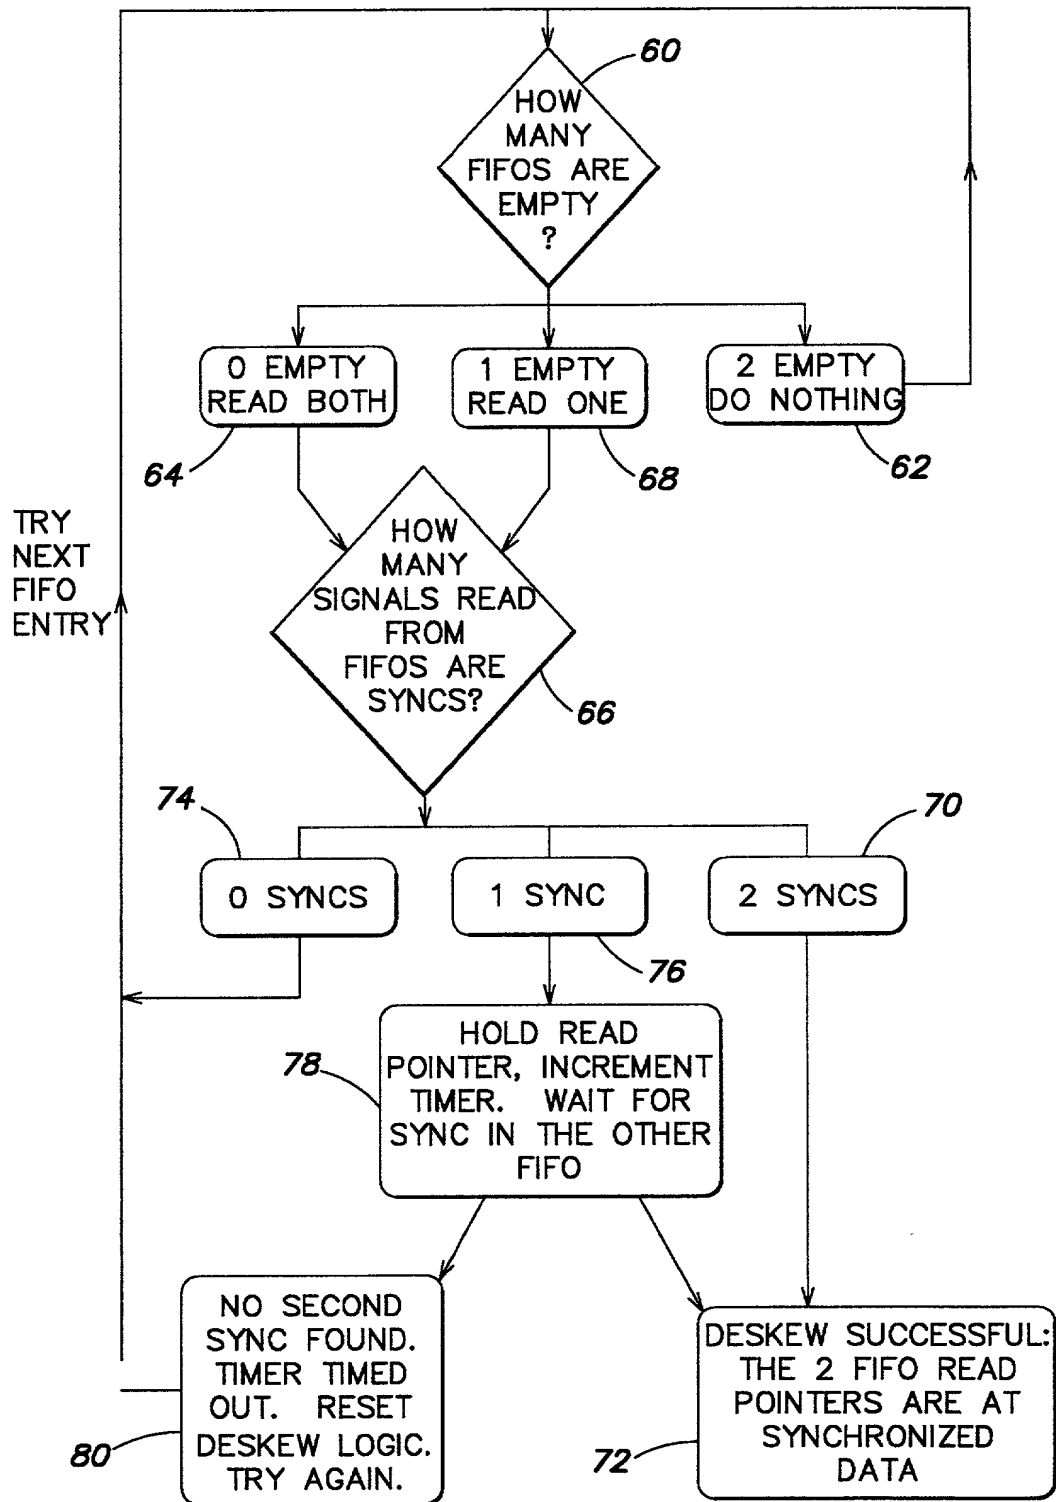 60
HOW
MANY
FIFOS ARE
EMPTY
?
0 EMPTY
READ BOTH
1 EMPTY
READ ONE
2 EMPTY
DO NOTHING
64
68
62
TRY
NEXT
FIFO
ENTRY
HOW
MANY
SIGNALS READ
FROM
FIFOS ARE
SYNCS?
66
74
70
0 SYNCS
1 SYNC
2 SYNCS
76
78
HOLD READ
POINTER, INCREMENT
TIMER. WAIT FOR
SYNC IN THE OTHER
FIFO
NO SECOND
SYNC FOUND.
TIMER TIMED
OUT. RESET
DESKEW LOGIC.
TRY AGAIN.
80
DESKEW SUCCESSFUL:
THE 2 FIFO READ
POINTERS ARE AT
SYNCHRONIZED
DATA
72